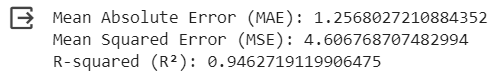 Mean Absolute Error (MAE): 1.2568027210884352
Mean Squared Error (MSE): 4.606768707482994
R-squared (R²): 0.9462719119906475